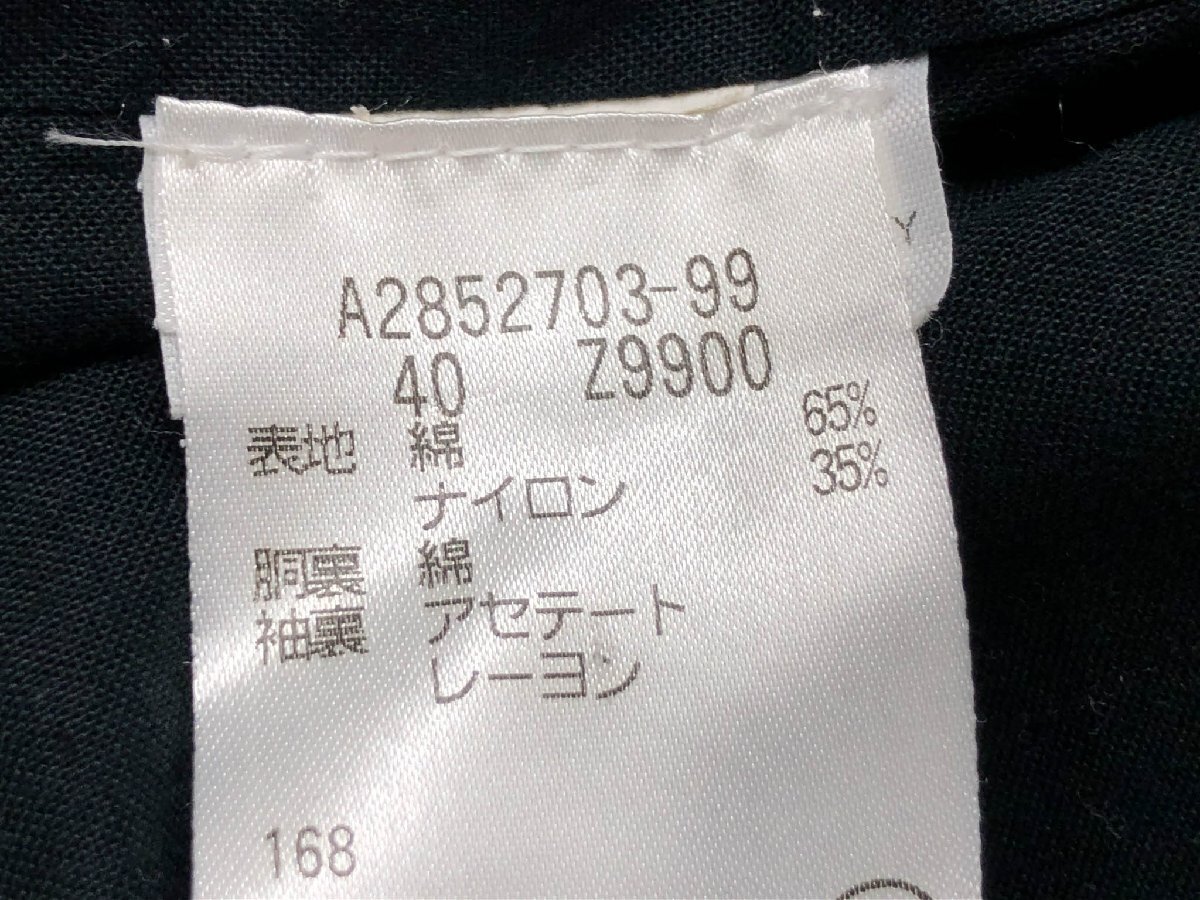 A2852703-99
40 Z9900
表地 綿 65%
ナイロン 35%
胴裏 綿
袖裏 アセテート
レーヨン
168
Y